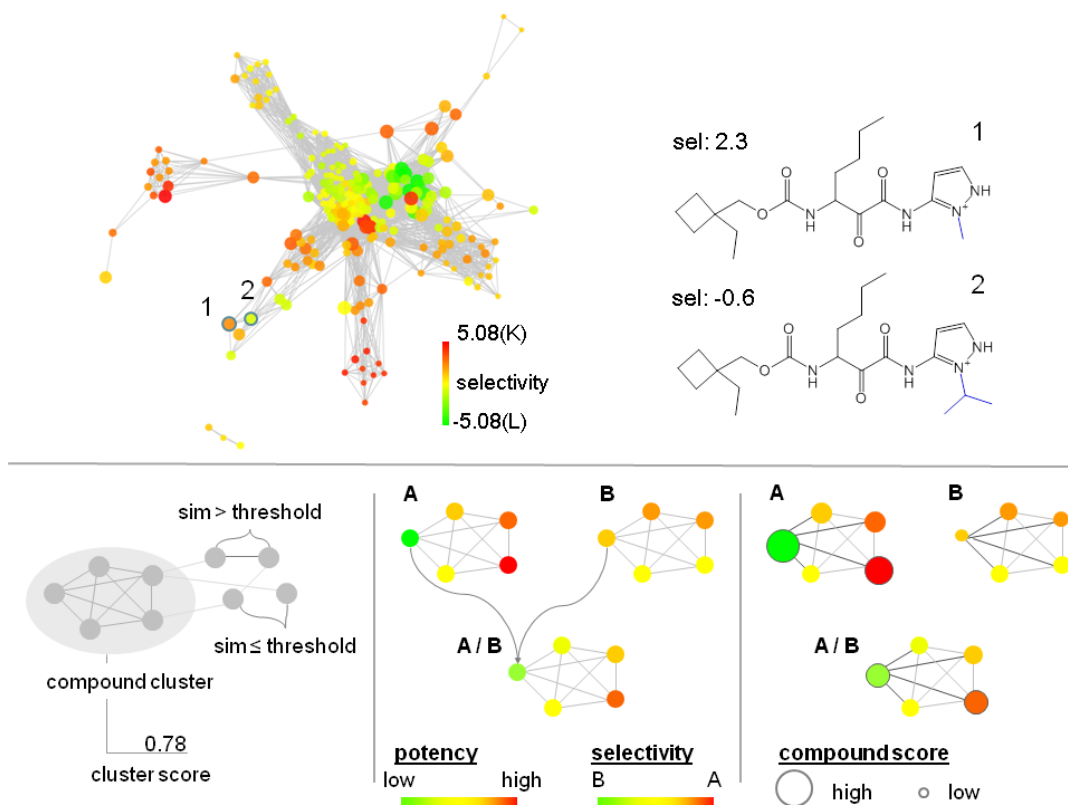 sel: 2.3
1
O
O
O
N
H
O
N
H
N
+
NH
sel: -0.6
2
O
O
O
N
H
O
N
H
N
+
NH
1
2
5.08(K)
selectivity
-5.08(L)
sim > threshold
sim ≤ threshold
compound cluster
0.78
cluster score
A
B
A / B
potency
low
high
selectivity
B
A
A
B
A / B
compound score
high
low